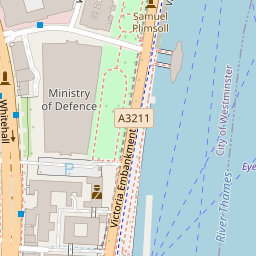 Samuel
Plimsoll
Ministry
of Defence
A3211
Whitehall
Victoria Embankment
City of Westminster
River Thames
Eye